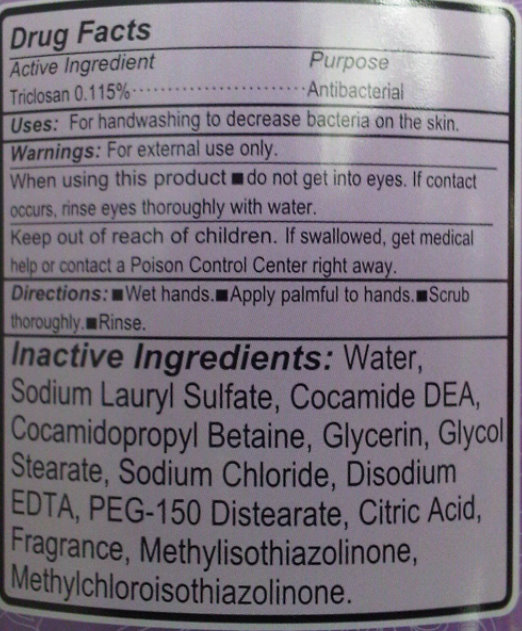 Drug Facts
Active Ingredient Purpose
Triclosan 0.115%························Antibacterial
Uses: For handwashing to decrease bacteria on the skin.
Warnings: For external use only.
When using this product ■ do not get into eyes. If contact
occurs, rinse eyes thoroughly with water.
Keep out of reach of children. If swallowed, get medical
help or contact a Poison Control Center right away.
Directions: ■Wet hands.■Apply palmful to hands.■Scrub
thoroughly.■Rinse.
Inactive Ingredients: Water,
Sodium Lauryl Sulfate, Cocamide DEA,
Cocamidopropyl Betaine, Glycerin, Glycol
Stearate, Sodium Chloride, Disodium
EDTA, PEG-150 Distearate, Citric Acid,
Fragrance, Methylisothiazolinone,
Methylchloroisothiazolinone.